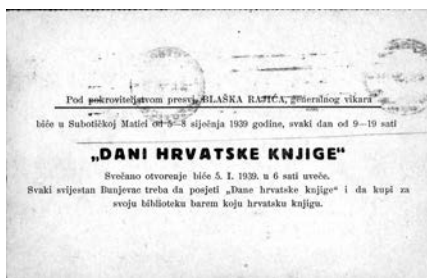 Pod pokroviteljstvom presvj. BLAŠKA RAJIĆA, generalnog vikara
biće u Subotičkoj Matici od 5—8 siječnja 1939 godine, svaki dan od 9—19 sati
„DANI HRVATSKE KNJIGE“
Svečano otvorenje biće 5. I. 1939. u 6 sati uveče.
Svaki svijestan Bunjevac treba da posjeti „Dane hrvatske knjige“ i da kupi za
svoju biblioteku barem koju hrvatsku knjigu.